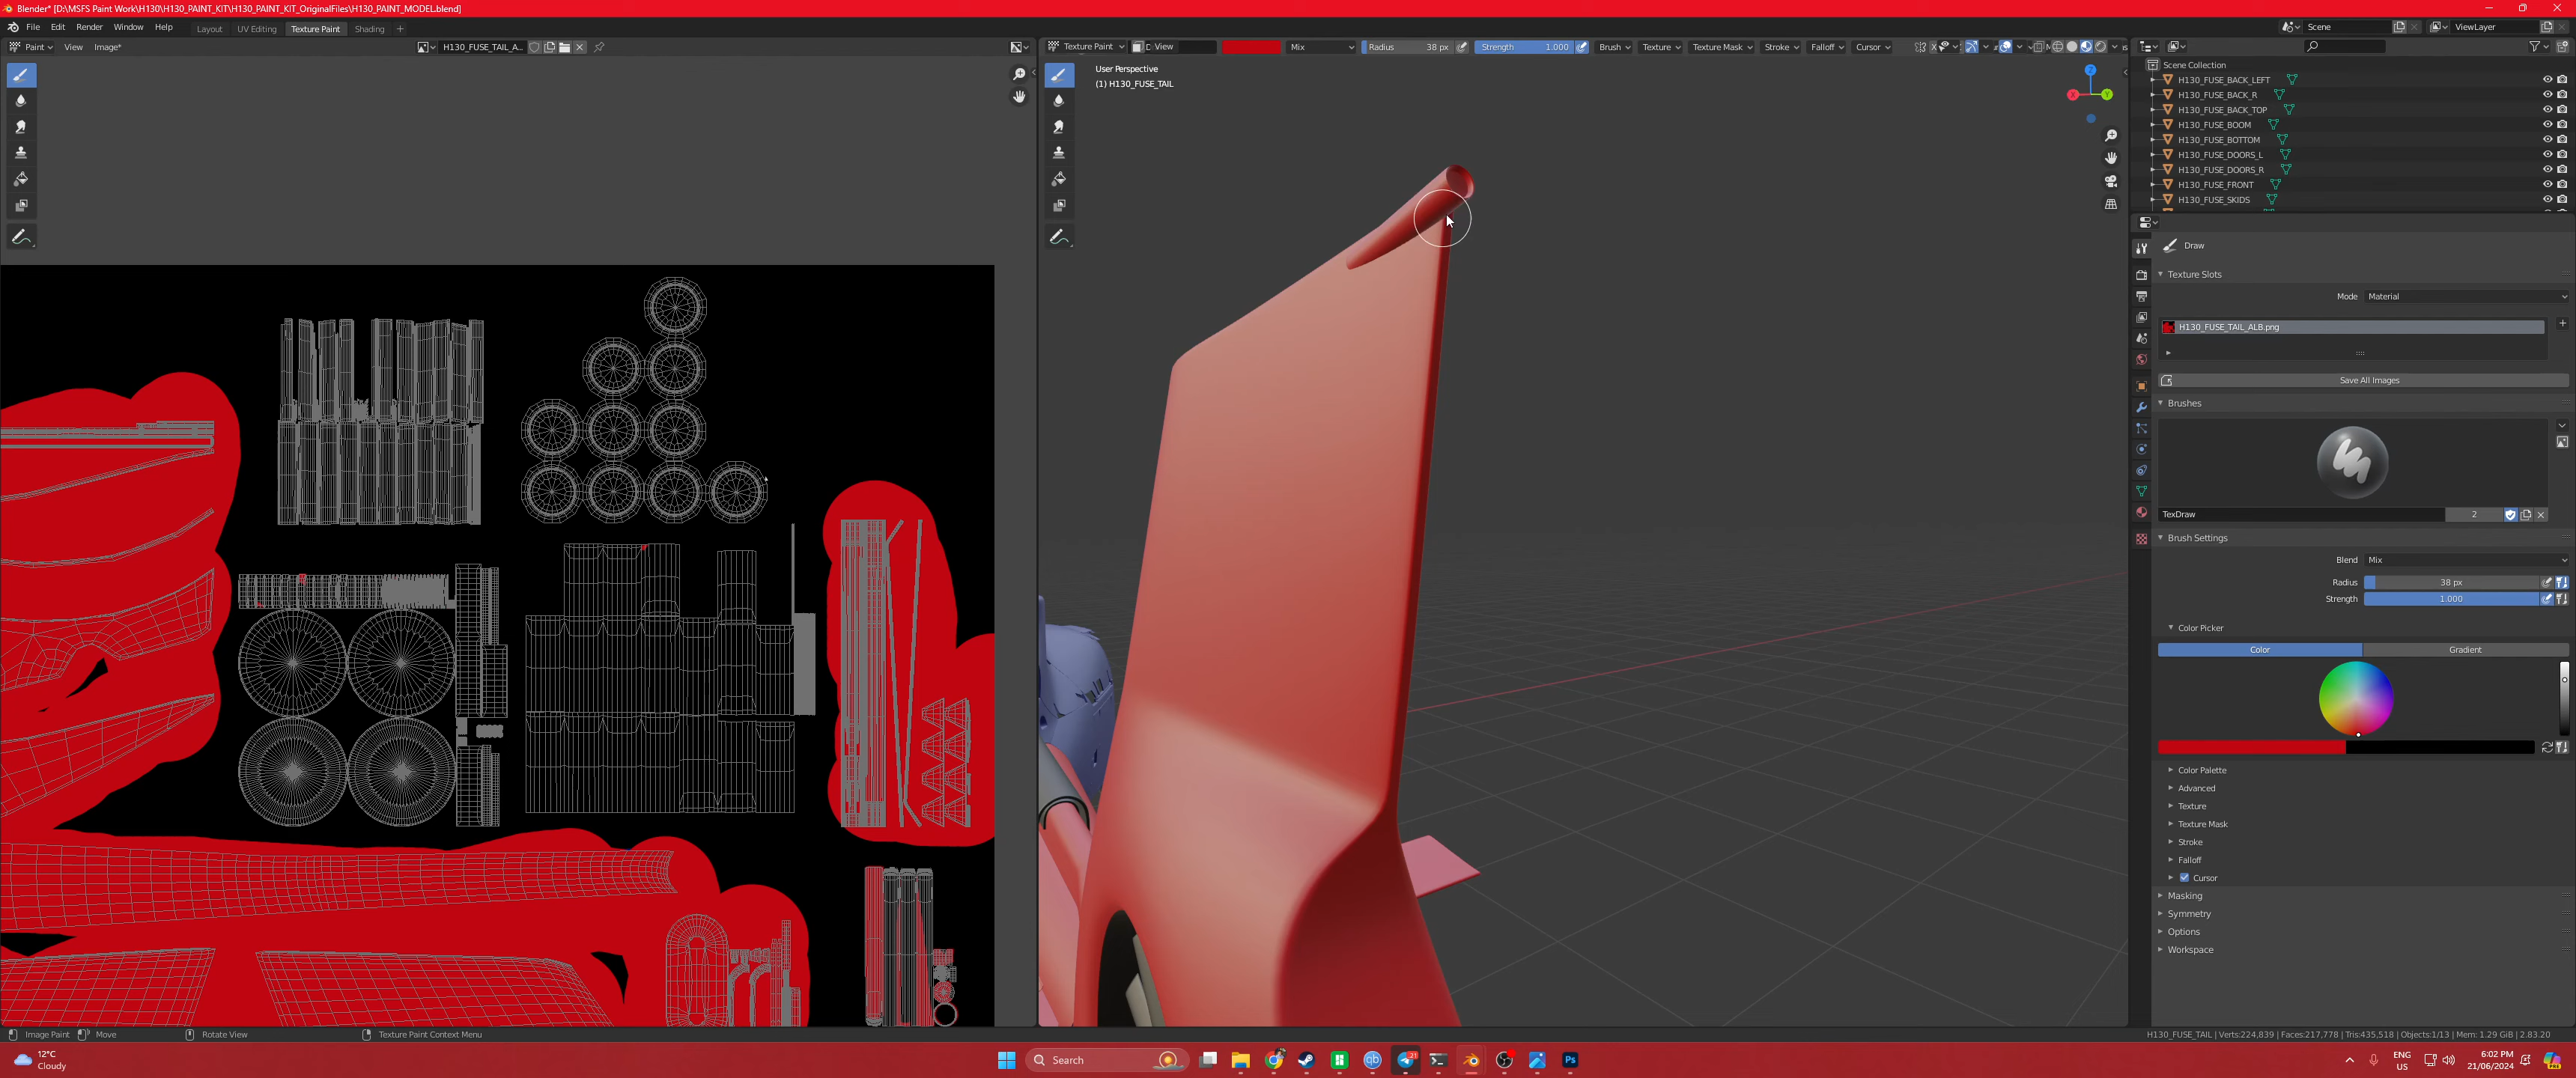 Blender* [D:\MSFS Paint Work\H130\H130_PAINT_KIT\H130_PAINT_KIT_OriginalFiles\H130_PAINT_MODEL.blend]
File Edit Render Window Help Layout UV Editing Texture Paint Shading +
Scene
ViewLayer
Paint View Image*
H130_FUSE_TAIL_A...
Texture Paint
View
Mix
Radius 38 px
Strength 1.000
Brush Texture Texture Mask Stroke Falloff Cursor
User Perspective
(1) H130_FUSE_TAIL
Z
X
Y
Scene Collection
H130_FUSE_BACK_LEFT
H130_FUSE_BACK_R
H130_FUSE_BACK_TOP
H130_FUSE_BOOM
H130_FUSE_BOTTOM
H130_FUSE_DOORS_L
H130_FUSE_DOORS_R
H130_FUSE_FRONT
H130_FUSE_SKIDS
Draw
Texture Slots
Mode Material
H130_FUSE_TAIL_ALB.png
Save All Images
Brushes
TexDraw 2
Brush Settings
Blend Mix
Radius 38 px
Strength 1.000
Color Picker
Color Gradient
Color Palette
Advanced
Texture
Texture Mask
Stroke
Falloff
Cursor
Masking
Symmetry
Options
Workspace
Image Paint Move Rotate View Texture Paint Context Menu
H130_FUSE_TAIL | Verts:224,839 | Faces:217,778 | Tris:435,518 | Objects:1/13 | Mem: 1.29 GiB | 2.83.20
12°C
Cloudy
Search
qb
21
Ps
ENG
US
6:02 PM
21/06/2024